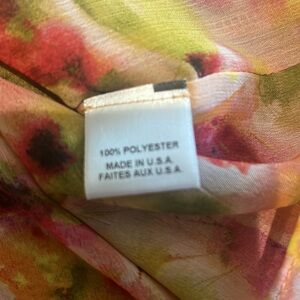 100% POLYESTER
MADE IN U.S.A.
FAITES AUX U.S.A.